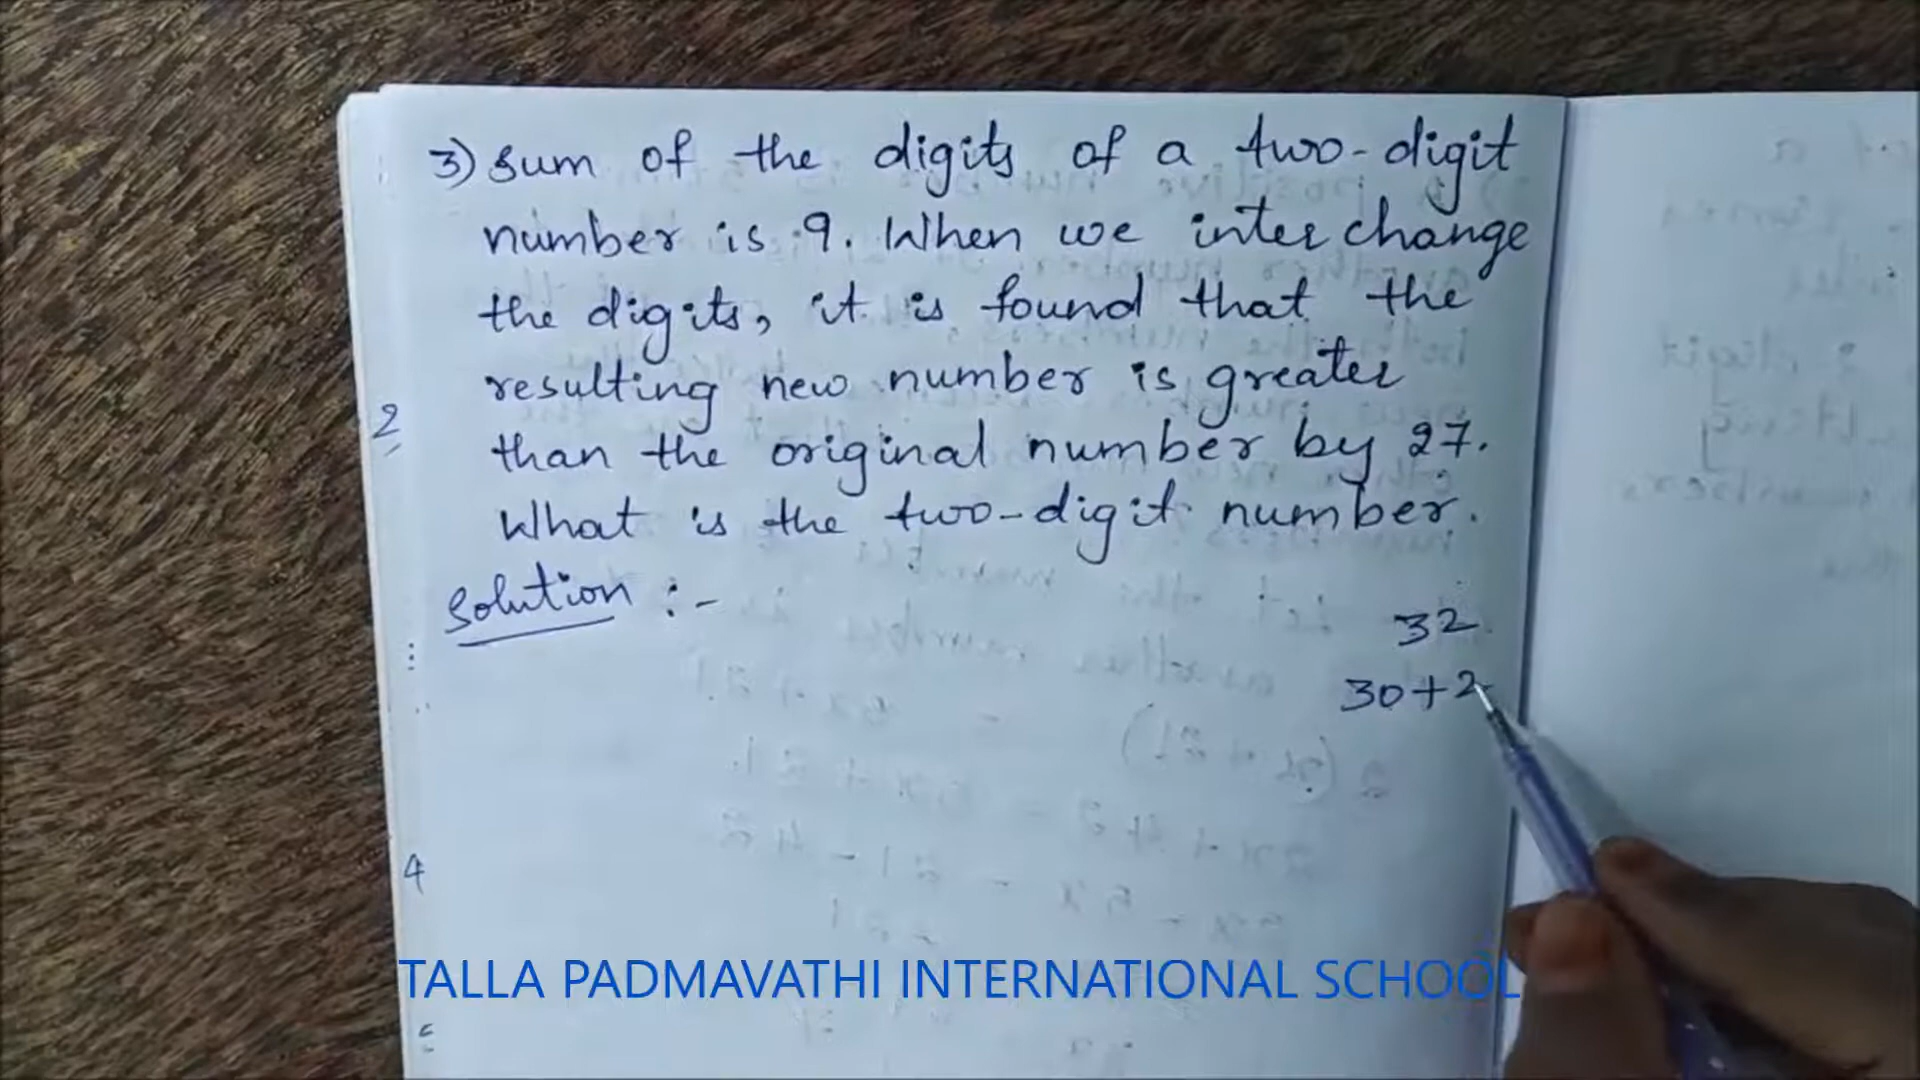 3) Sum of the digits of a two-digit
number is 9. When we interchange
the digits, it is found that the
resulting new number is greater
than the original number by 27.
What is the two-digit number.
Solution :-
32
30+2
2
4
TALLA PADMAVATHI INTERNATIONAL SCHOOL